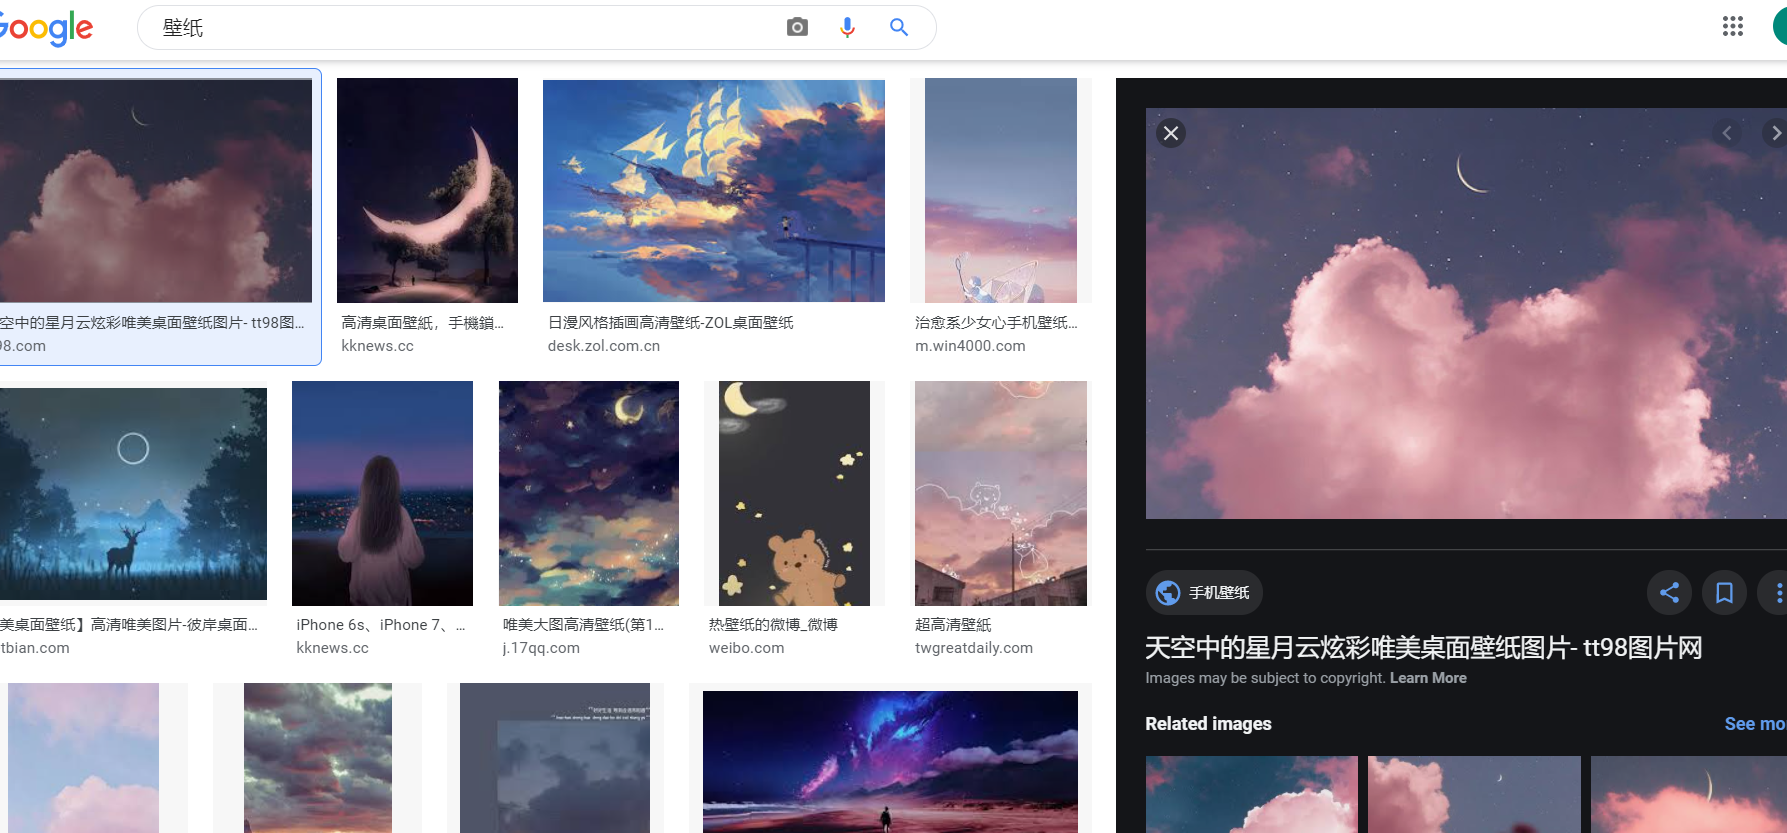 Google
壁纸
空中的星月云炫彩唯美桌面壁纸图片- tt98图...
98.com
高清桌面壁紙，手機鎖...
kknews.cc
日漫风格插画高清壁纸-ZOL桌面壁纸
desk.zol.com.cn
治愈系少女心手机壁纸...
m.win4000.com
美桌面壁纸】高清唯美图片-彼岸桌面...
tbian.com
iPhone 6s、iPhone 7、...
kknews.cc
唯美大图高清壁纸(第1...
j.17qq.com
热壁纸的微博_微博
weibo.com
超高清壁紙
twgreatdaily.com
手机壁纸
天空中的星月云炫彩唯美桌面壁纸图片- tt98图片网
Images may be subject to copyright. Learn More
Related images
See mo